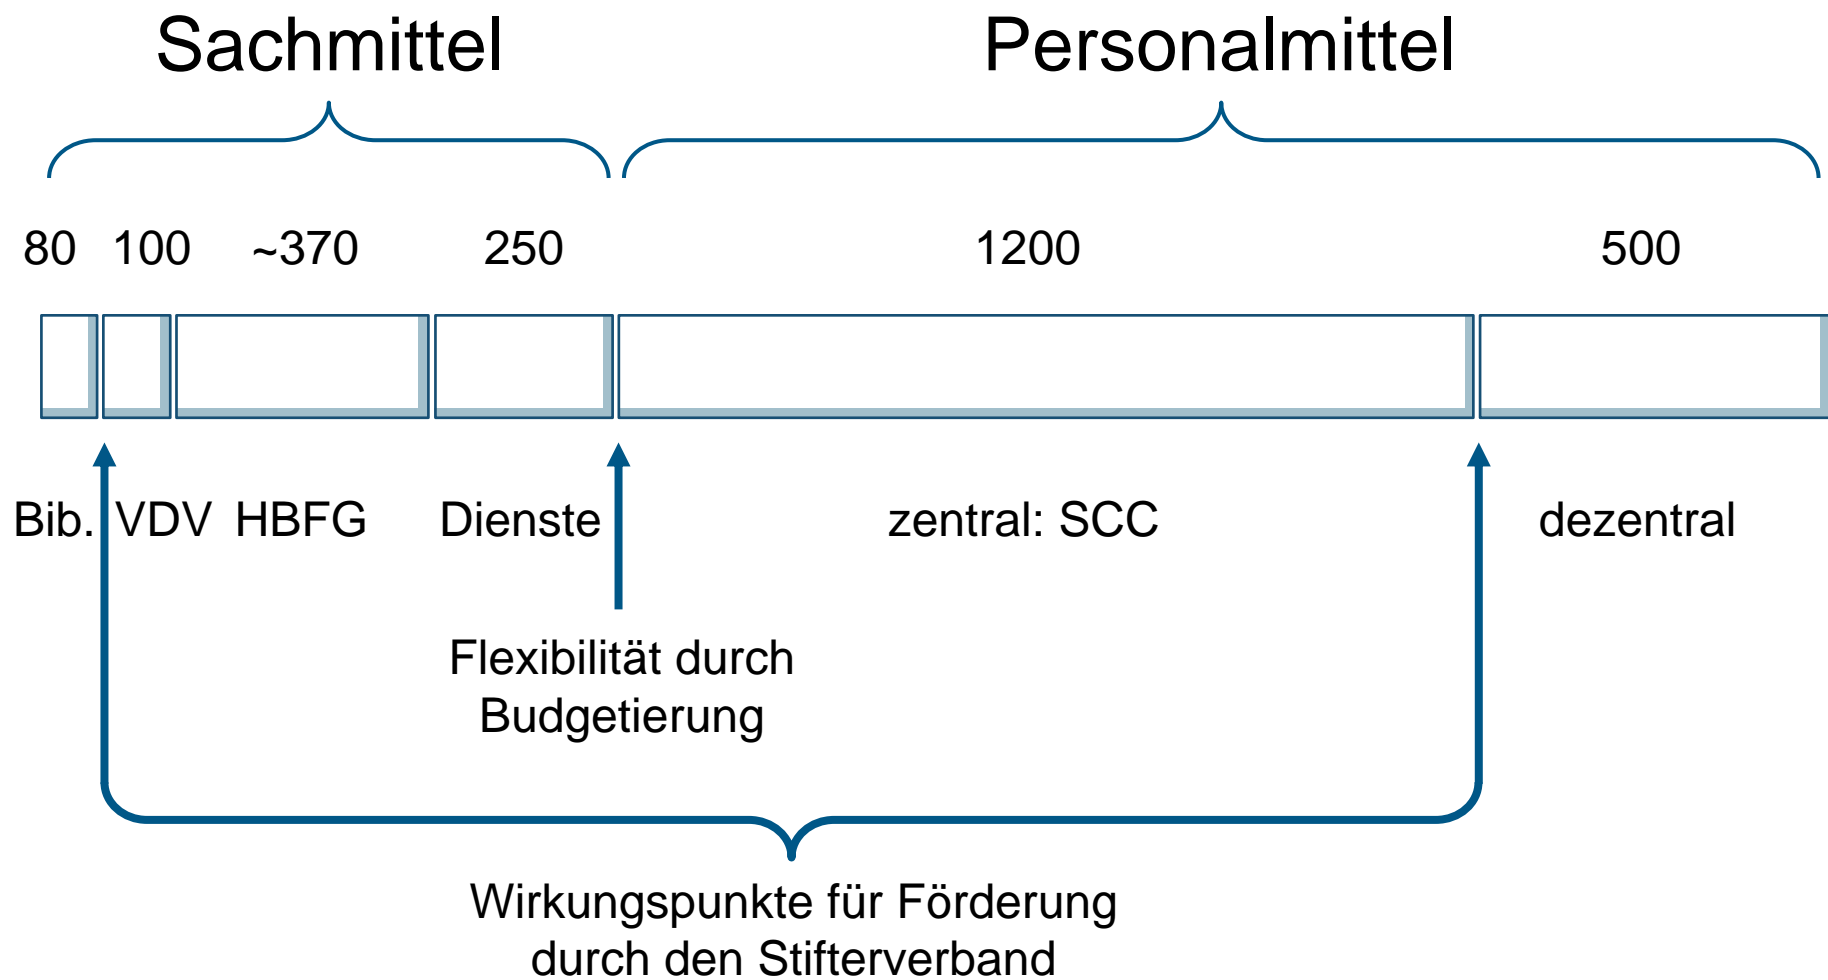 Sachmittel Personalmittel
80 100 ~370 250 1200 500
Bib. VDV HBFG Dienste zentral: SCC dezentral
Flexibilität durch
Budgetierung
Wirkungspunkte für Förderung
durch den Stifterverband